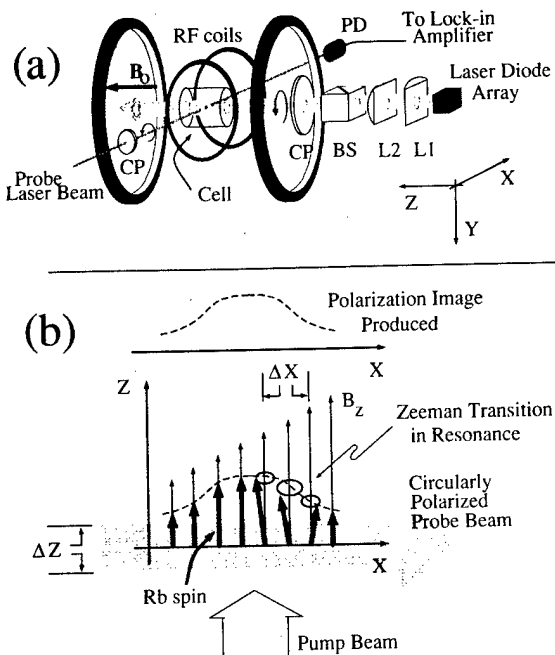 (a)
RF coils
PD
To Lock-in
Amplifier
B0
Laser Diode
Array
CP
CP
BS
L2
L1
Probe
Laser Beam
Cell
X
Z
Y
(b)
Polarization Image
Produced
X
Z
ΔX
Bz
Zeeman Transition
in Resonance
Circularly
Polarized
Probe Beam
ΔZ
X
Rb spin
Pump Beam